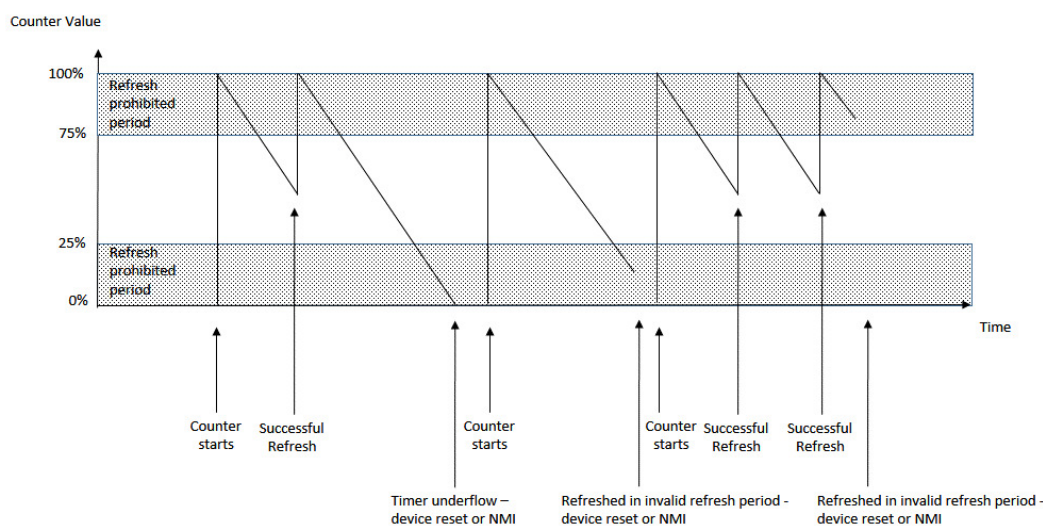 Counter Value
100%
Refresh
prohibited
period
75%
25%
Refresh
prohibited
period
0%
Time
Counter
starts
Successful
Refresh
Counter
starts
Counter
starts
Successful
Refresh
Successful
Refresh
Timer underflow –
device reset or NMI
Refreshed in invalid refresh period -
device reset or NMI
Refreshed in invalid refresh period -
device reset or NMI